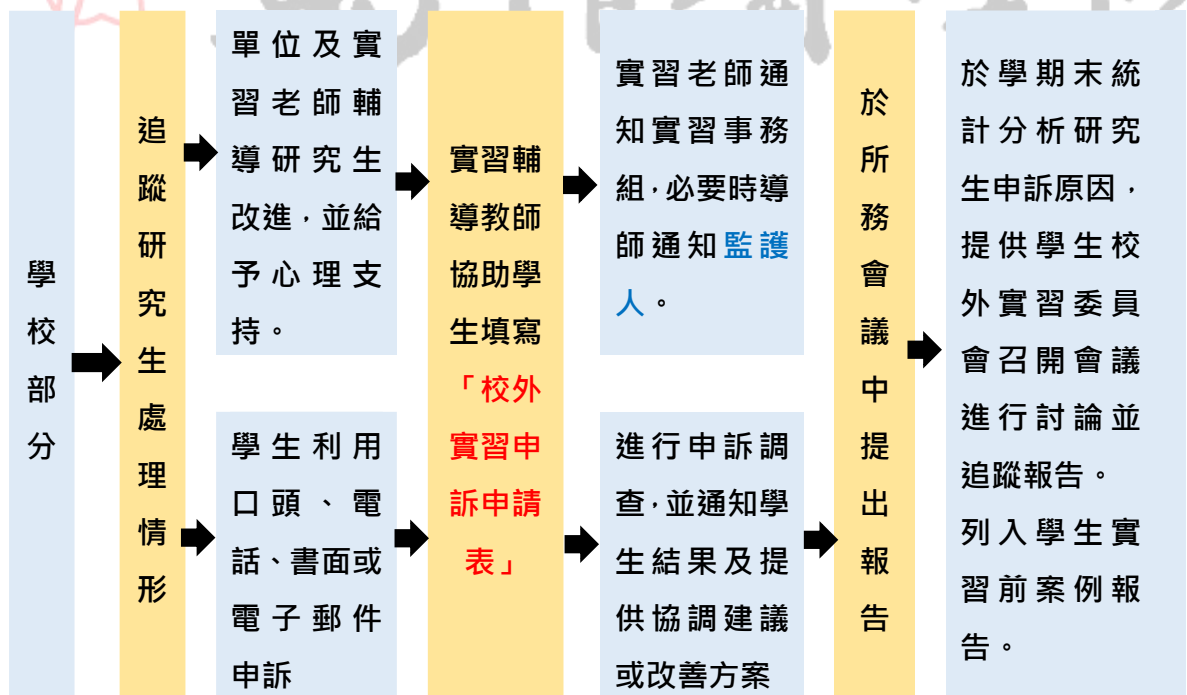 學
校
部
分
追
蹤
研
究
生
處
理
情
形
單位及實
習老師輔
導研究生
改進，並給
予心理支
持。
學生利用
口頭、電
話、書面或
電子郵件
申訴
實習輔
導教師
協助學
生填寫
「校外
實習申
訴申請
表」
實習老師通
知實習事務
組，必要時導
師通知監護
人。
進行申訴調
查，並通知學
生結果及提
供協調建議
或改善方案
於
所
務
會
議
中
提
出
報
告
於學期末統
計分析研究
生申訴原因，
提供學生校
外實習委員
會召開會議
進行討論並
追蹤報告。
列入學生實
習前案例報
告。